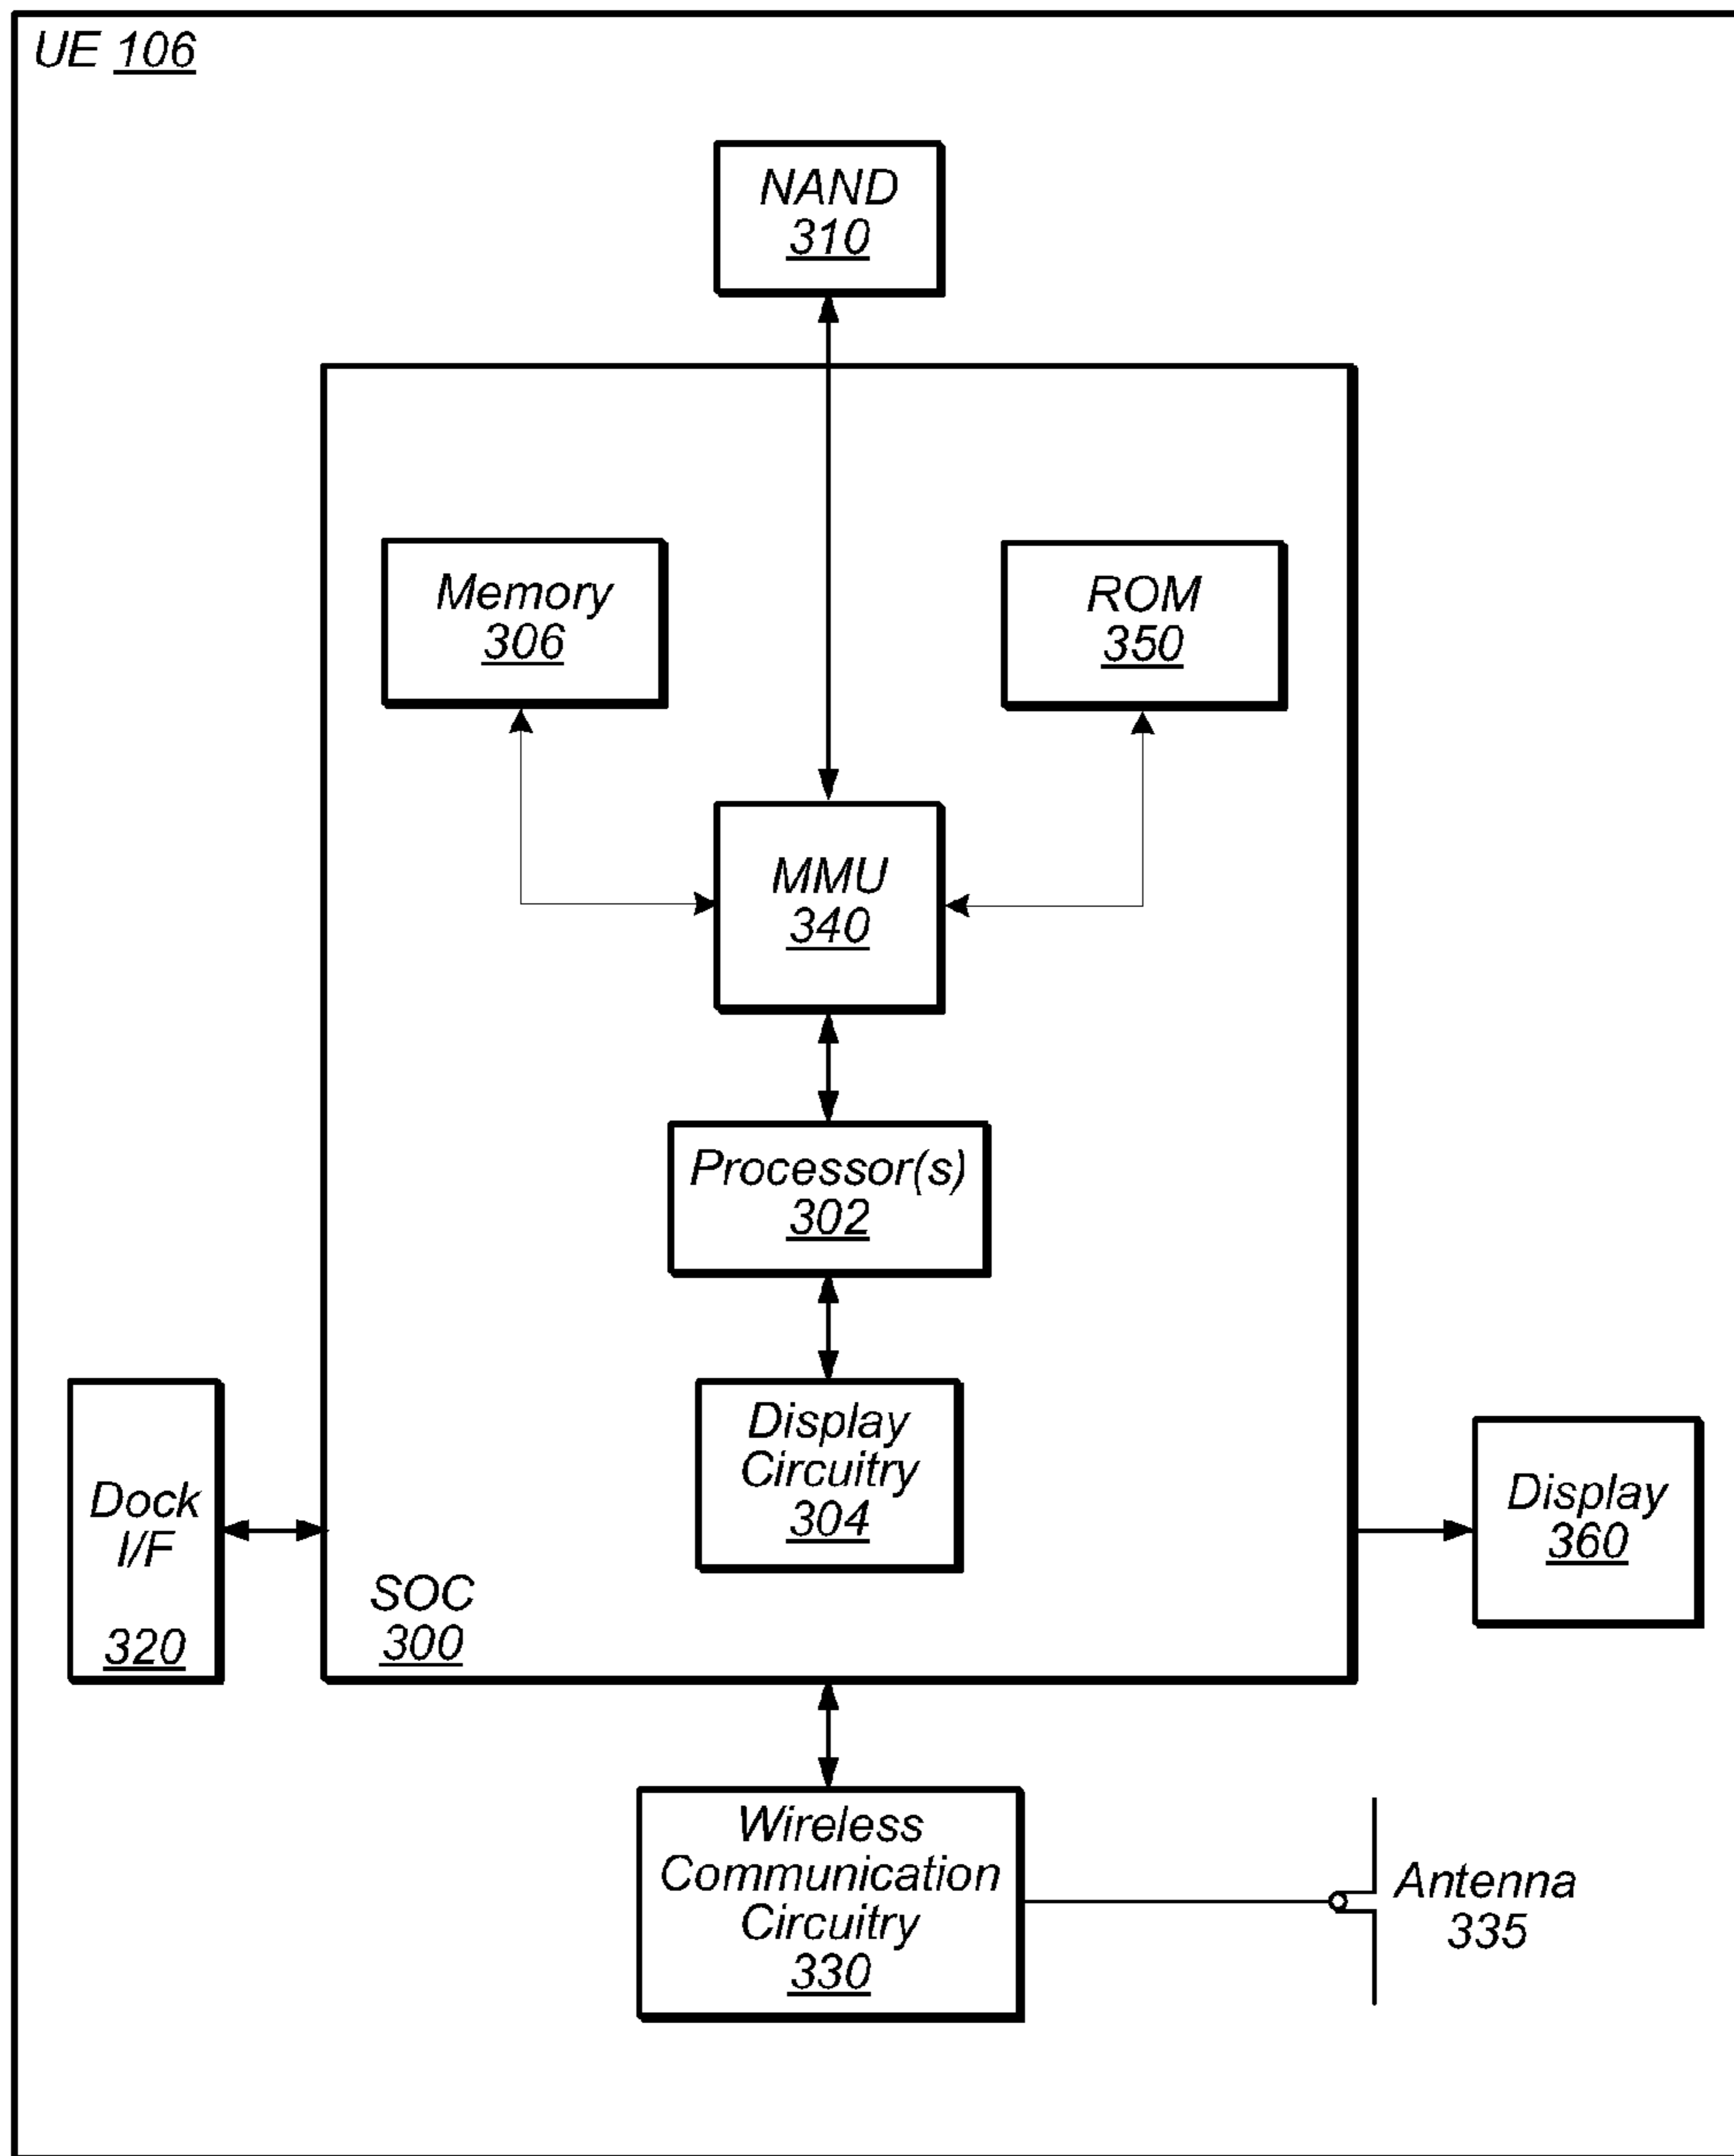 UE 106
NAND
310
Memory
306
ROM
350
MMU
340
Processor(s)
302
Display
Circuitry
304
Dock
I/F
320
SOC
300
Display
360
Wireless
Communication
Circuitry
330
Antenna
335